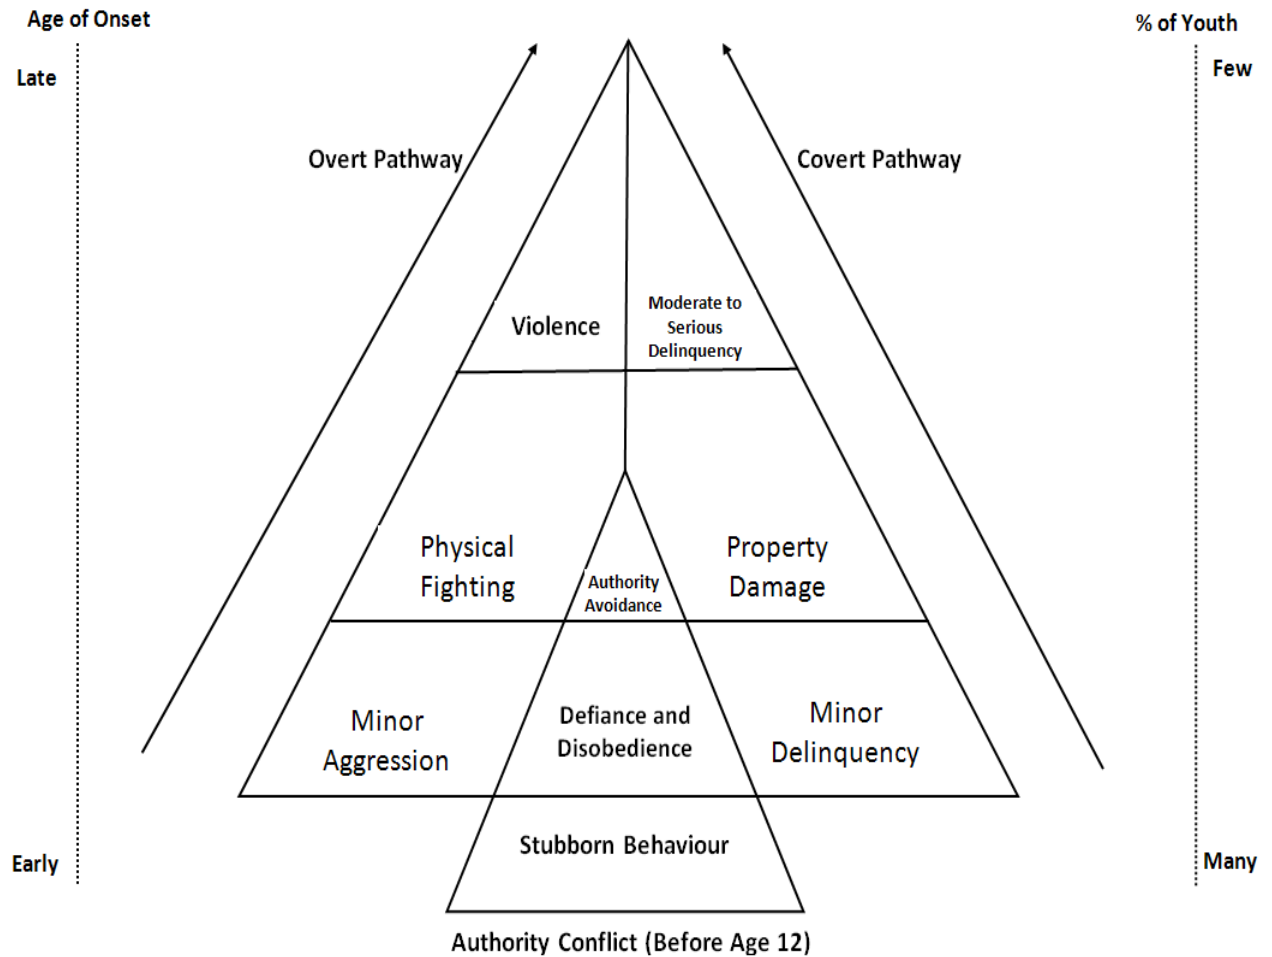 Age of Onset
% of Youth
Late
Few
Overt Pathway
Covert Pathway
Violence
Moderate to
Serious
Delinquency
Physical
Fighting
Authority
Avoidance
Property
Damage
Minor
Aggression
Defiance and
Disobedience
Minor
Delinquency
Stubborn Behaviour
Early
Many
Authority Conflict (Before Age 12)